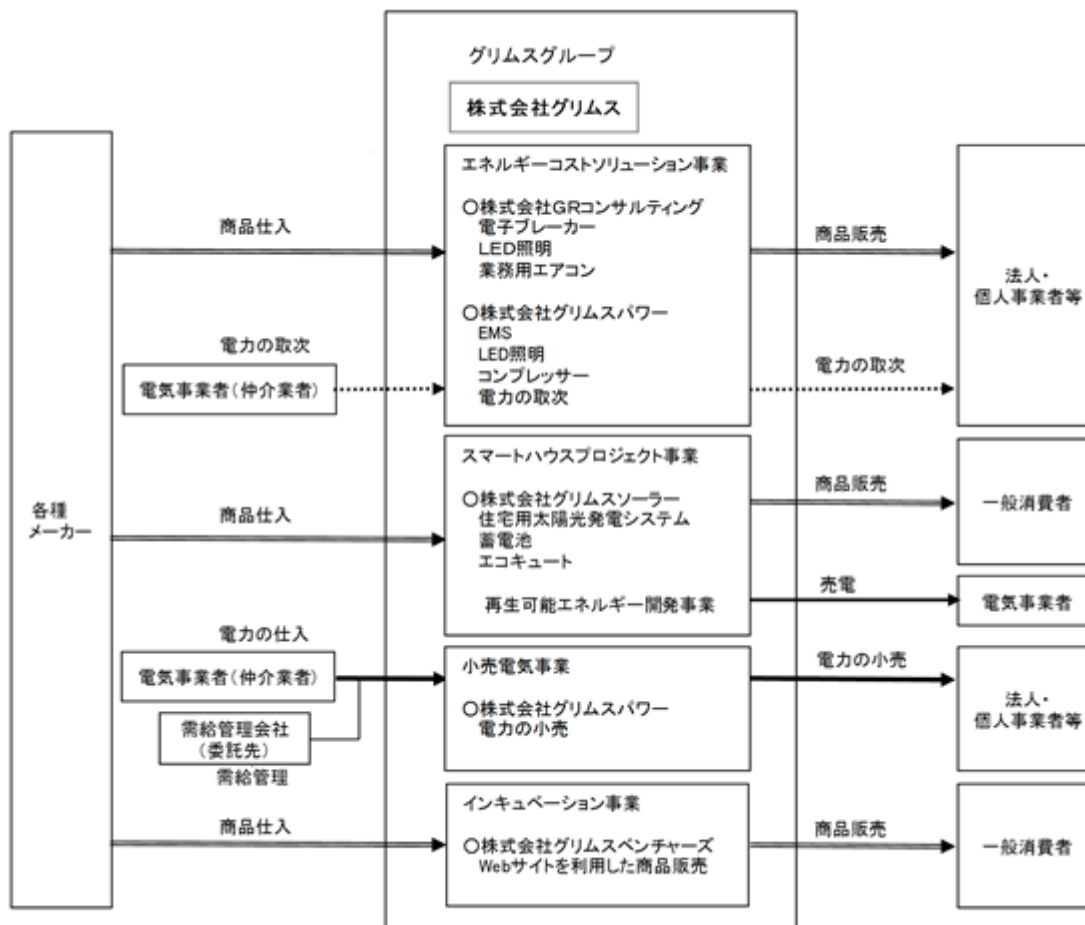 グリムスグループ
株式会社グリムス
各種
メーカー
商品仕入
電力の取次
電気事業者(仲介業者)
エネルギーコストソリューション事業
〇株式会社GRコンサルティング
電子ブレーカー
LED照明
業務用エアコン
〇株式会社グリムスパワー
EMS
LED照明
コンプレッサー
電力の取次
商品販売
電力の取次
法人・
個人事業者等
商品仕入
スマートハウスプロジェクト事業
〇株式会社グリムスソーラー
住宅用太陽光発電システム
蓄電池
エコキュート
再生可能エネルギー開発事業
商品販売
一般消費者
売電
電気事業者
電力の仕入
電気事業者(仲介業者)
需給管理会社
(委託先)
需給管理
小売電気事業
〇株式会社グリムスパワー
電力の小売
電力の小売
法人・
個人事業者等
商品仕入
インキュベーション事業
〇株式会社グリムスベンチャーズ
Webサイトを利用した商品販売
商品販売
一般消費者